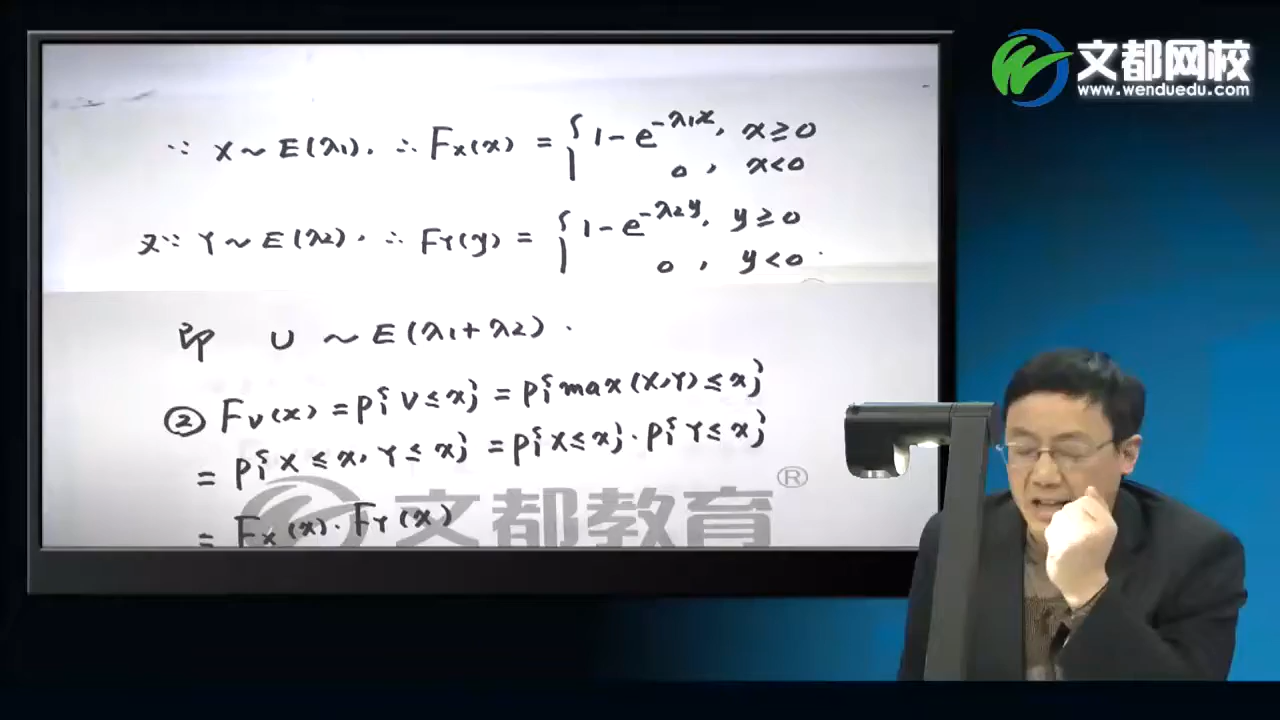 文都网校
www.wenduedu.com
∵ X ~ E(λ1), ∴ FX(x) = { 1 - e^{-λ1x}, x ≥ 0
0, x < 0
又∵ Y ~ E(λ2), ∴ FY(y) = { 1 - e^{-λ2y}, y ≥ 0
0, y < 0
即 U ~ E(λ1+λ2).
② FV(x) = P{V ≤ x} = P{max(X,Y) ≤ x}
= P{X ≤ x, Y ≤ x} = P{X ≤ x}·P{Y ≤ x}
= FX(x)·FY(x)
文都教育®